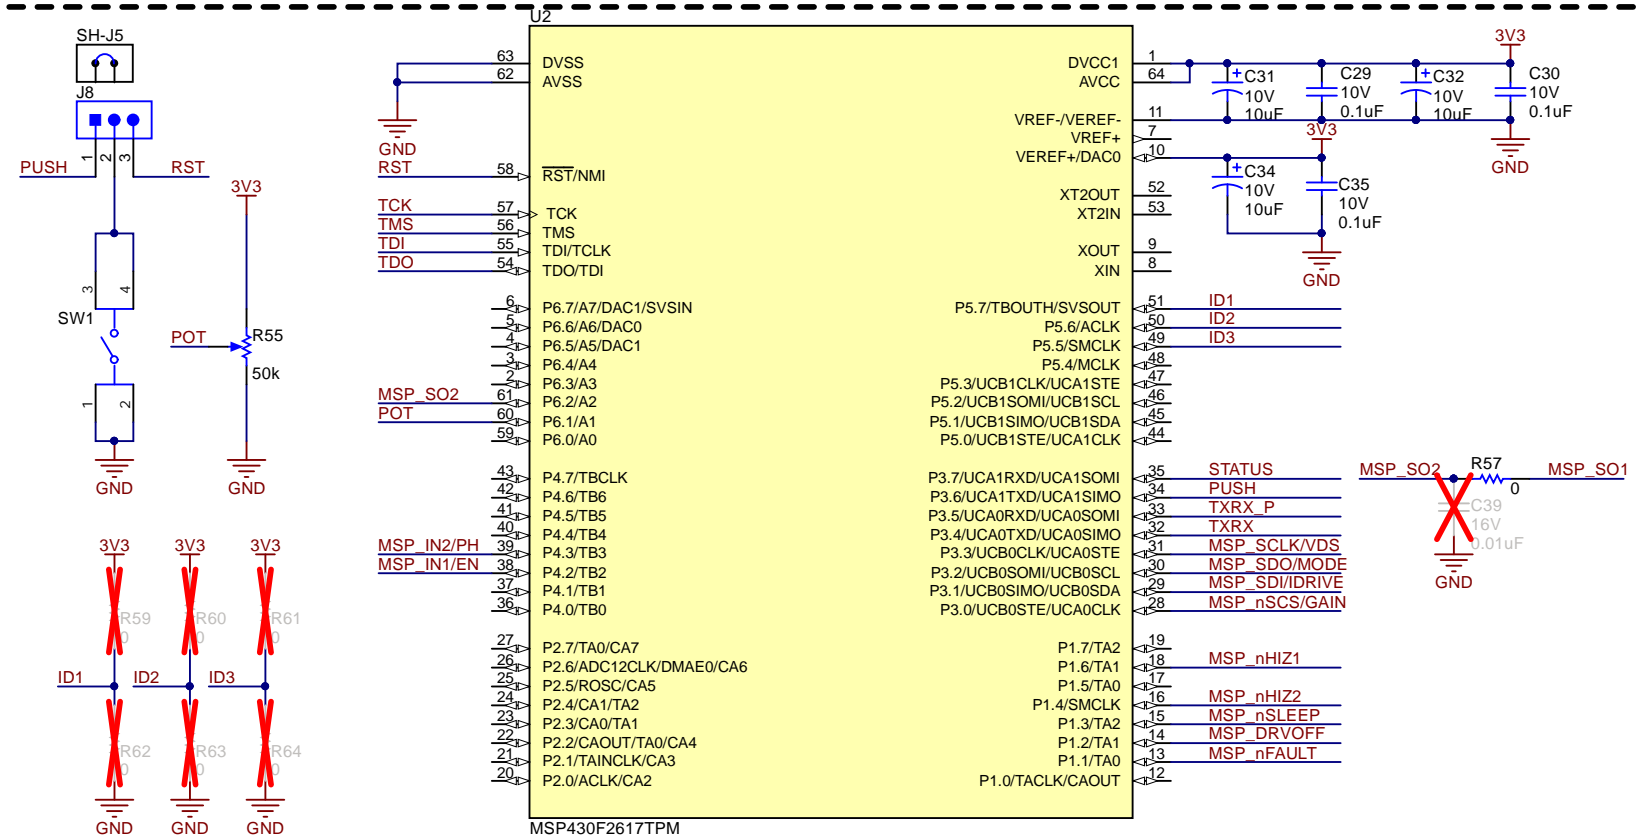 SH-J5
J8
1 2 3
PUSH
RST
3V3
3 4
SW1
POT
R55
50k
1 2
GND
GND
3V3 3V3 3V3
R59 R60 R61
0 0 0
ID1 ID2 ID3
R62 R63 R64
0 0 0
GND GND GND
U2
63 DVSS
62 AVSS
GND
RST 58 RST/NMI
TCK 57 TCK
TMS 56 TMS
TDI 55 TDI/TCLK
TDO 54 TDO/TDI
6 P6.7/A7/DAC1/SVSIN
5 P6.6/A6/DAC0
4 P6.5/A5/DAC1
3 P6.4/A4
2 P6.3/A3
MSP_SO2 61 P6.2/A2
POT 60 P6.1/A1
59 P6.0/A0
43 P4.7/TBCLK
42 P4.6/TB6
41 P4.5/TB5
40 P4.4/TB4
MSP_IN2/PH 39 P4.3/TB3
MSP_IN1/EN 38 P4.2/TB2
37 P4.1/TB1
36 P4.0/TB0
27 P2.7/TA0/CA7
26 P2.6/ADC12CLK/DMAE0/CA6
25 P2.5/ROSC/CA5
24 P2.4/CA1/TA2
23 P2.3/CA0/TA1
22 P2.2/CAOUT/TA0/CA4
21 P2.1/TAINCLK/CA3
20 P2.0/ACLK/CA2
MSP430F2617TPM
DVCC1 1
AVCC 64
VREF-/VEREF- 11
VREF+ 7
VEREF+/DAC0 10
XT2OUT 52
XT2IN 53
XOUT 9
XIN 8
P5.7/TBOUTH/SVSOUT 51 ID1
P5.6/ACLK 50 ID2
P5.5/SMCLK 49 ID3
P5.4/MCLK 48
P5.3/UCB1CLK/UCA1STE 47
P5.2/UCB1SOMI/UCB1SCL 46
P5.1/UCB1SIMO/UCB1SDA 45
P5.0/UCB1STE/UCA1CLK 44
P3.7/UCA1RXD/UCA1SOMI 35 STATUS
P3.6/UCA1TXD/UCA1SIMO 34 PUSH
P3.5/UCA0RXD/UCA0SOMI 33 TXRX_P
P3.4/UCA0TXD/UCA0SIMO 32 TXRX
P3.3/UCB0CLK/UCA0STE 31 MSP_SCLK/VDS
P3.2/UCB0SOMI/UCB0SCL 30 MSP_SDO/MODE
P3.1/UCB0SIMO/UCB0SDA 29 MSP_SDI/IDRIVE
P3.0/UCB0STE/UCA0CLK 28 MSP_nSCS/GAIN
P1.7/TA2 19
P1.6/TA1 18 MSP_nHIZ1
P1.5/TA0 17
P1.4/SMCLK 16 MSP_nHIZ2
P1.3/TA2 15 MSP_nSLEEP
P1.2/TA1 14 MSP_DRVOFF
P1.1/TA0 13 MSP_nFAULT
P1.0/TACLK/CAOUT 12
3V3
+ C31 C29 + C32 C30
10V 10V 10V 10V
10uF 0.1uF 10uF 0.1uF
GND
3V3
+ C34 C35
10V 10V
10uF 0.1uF
GND
MSP_SO2 R57 MSP_SO1
0
C39
16V
0.01uF
GND